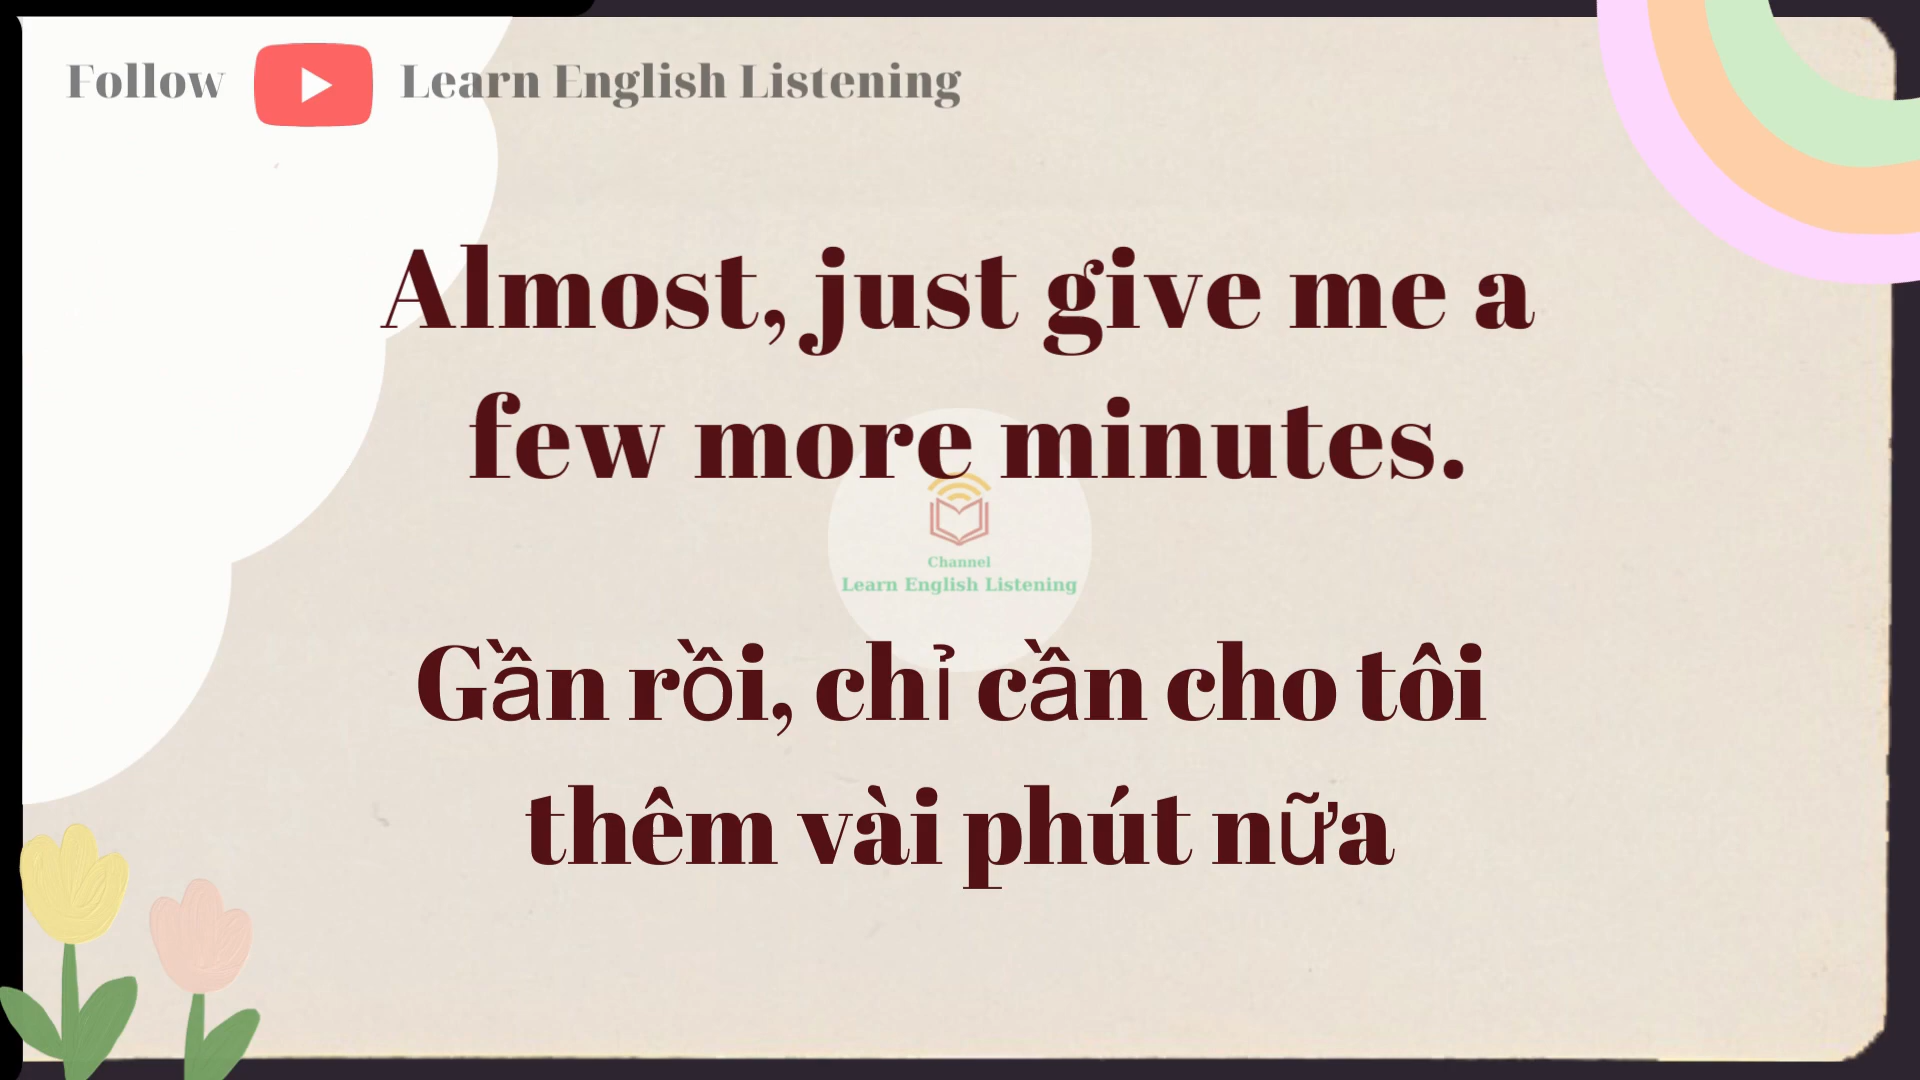 Follow Learn English Listening
Almost, just give me a
few more minutes.
Channel
Learn English Listening
Gần rồi, chỉ cần cho tôi
thêm vài phút nữa